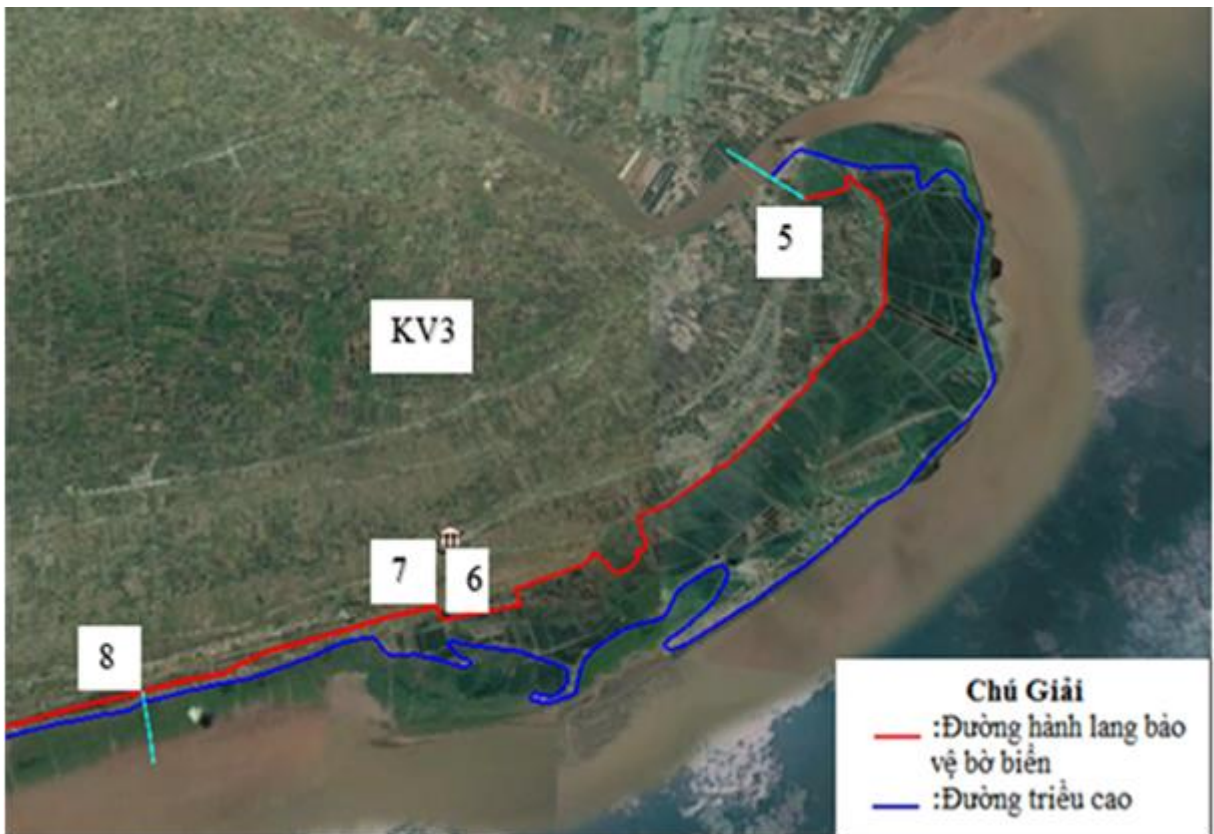 5
KV3
7
6
8
Chú Giải
:Đường hành lang bảo
vệ bờ biển
:Đường triều cao